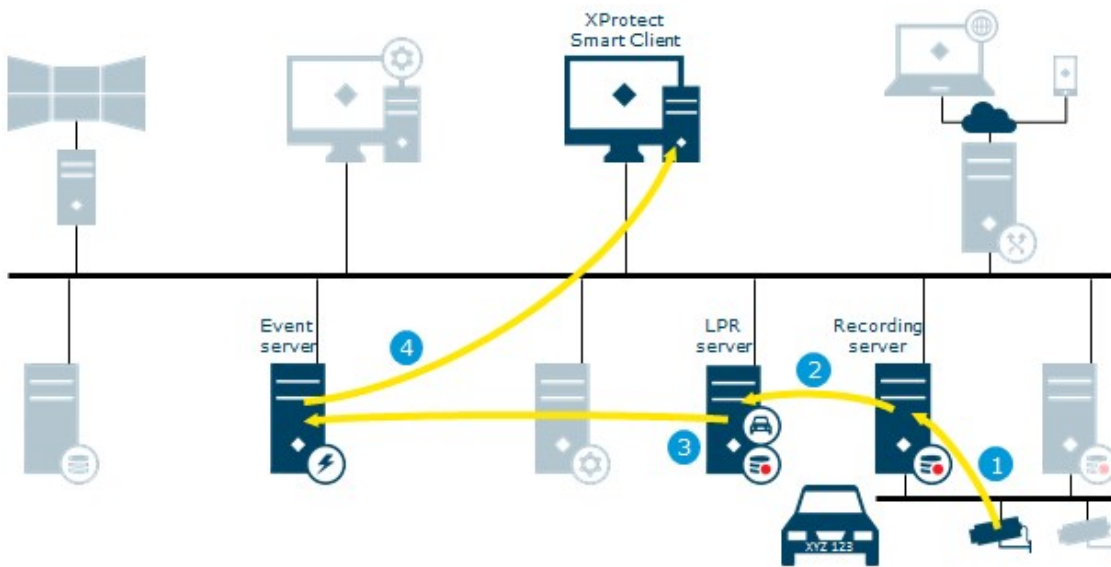 XProtect
Smart Client
Event
server
4
LPR
server
Recording
server
2
3
1
XYZ 123